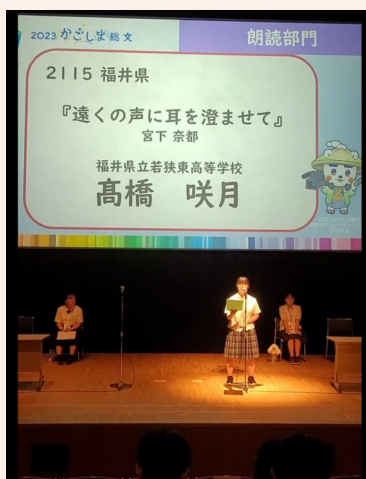 2023 かごしま総文
朗読部門
2115 福井県
『遠くの声に耳を澄ませて』
宮下 奈都
福井県立若狭東高等学校
髙橋 咲月